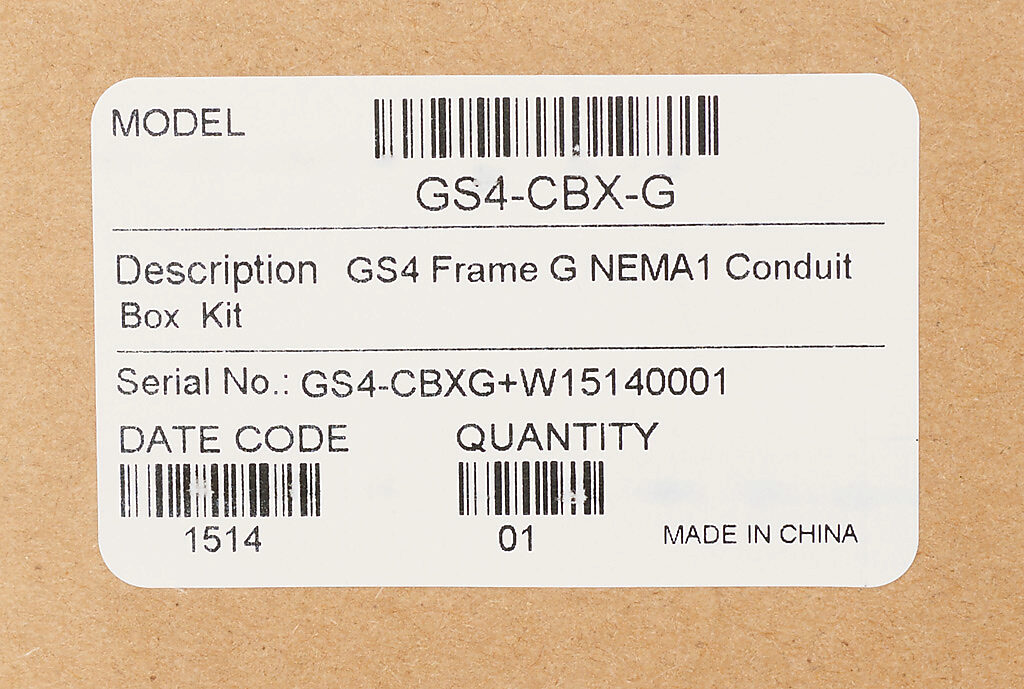 MODEL
GS4-CBX-G
Description GS4 Frame G NEMA1 Conduit
Box Kit
Serial No.: GS4-CBXG+W15140001
DATE CODE QUANTITY
1514 01 MADE IN CHINA